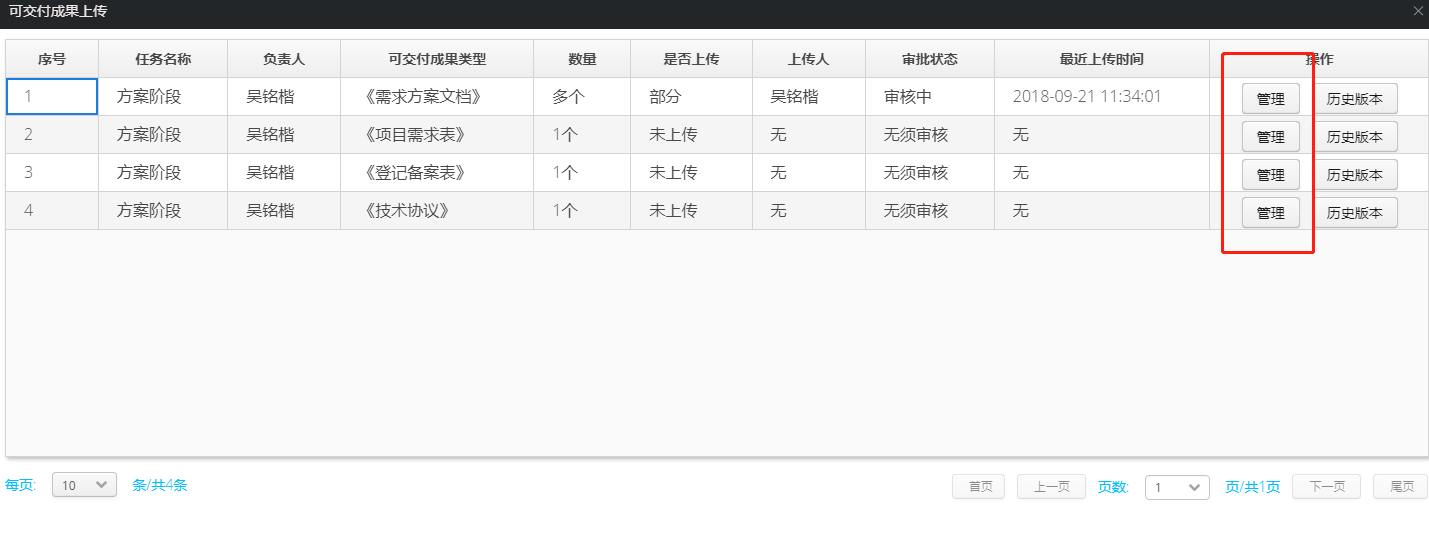 可交付成果上传
序号 任务名称 负责人 可交付成果类型 数量 是否上传 上传人 审批状态 最近上传时间 操作
1 方案阶段 吴铭楷 《需求方案文档》 多个 部分 吴铭楷 审核中 2018-09-21 11:34:01 管理 历史版本
2 方案阶段 吴铭楷 《项目需求表》 1个 未上传 无 无须审核 无 管理 历史版本
3 方案阶段 吴铭楷 《登记备案表》 1个 未上传 无 无须审核 无 管理 历史版本
4 方案阶段 吴铭楷 《技术协议》 1个 未上传 无 无须审核 无 管理 历史版本
每页: 10 条/共4条 首页 上一页 页数: 1 页/共1页 下一页 尾页